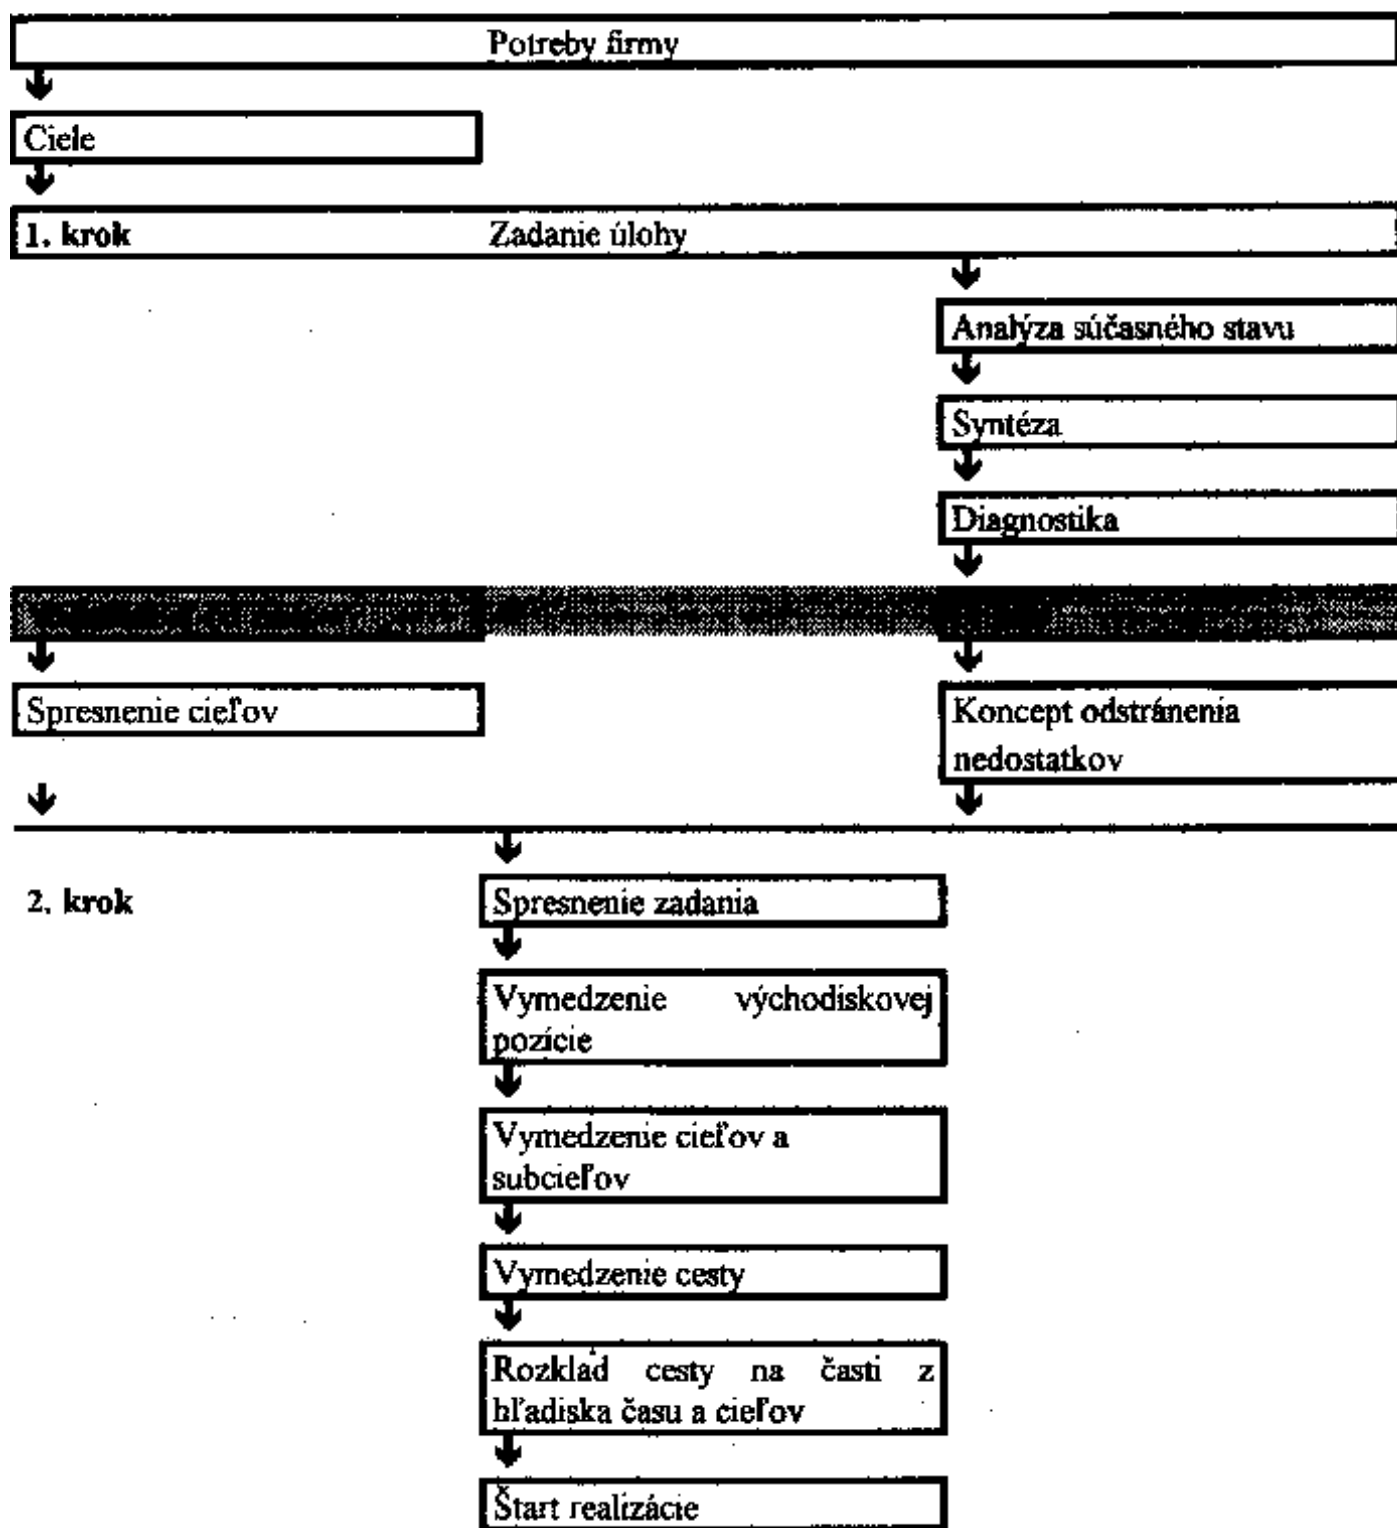 Potreby firmy
Ciele
1. krok Zadanie úlohy
Analýza súčasného stavu
Syntéza
Diagnostika
Spresnenie cieľov
Koncept odstránenia
nedostatkov
2. krok
Spresnenie zadania
Vymedzenie východiskovej
pozície
Vymedzenie cieľov a
subcieľov
Vymedzenie cesty
Rozklad cesty na časti z
hľadiska času a cieľov
Štart realizácie